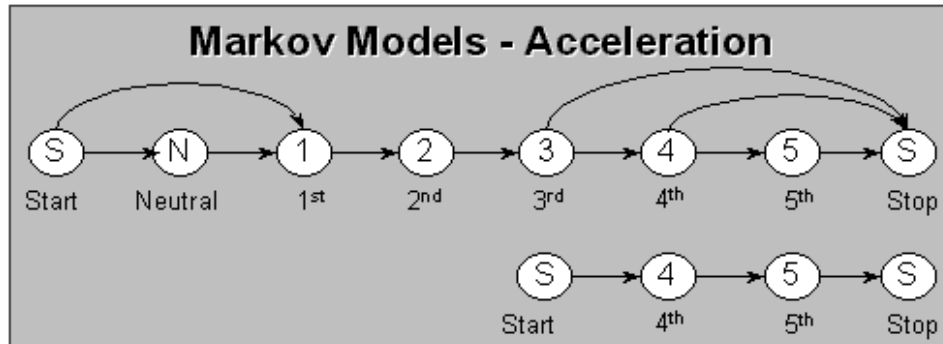 Markov Models - Acceleration
S N 1 2 3 4 5 S
Start Neutral 1st 2nd 3rd 4th 5th Stop
S 4 5 S
Start 4th 5th Stop